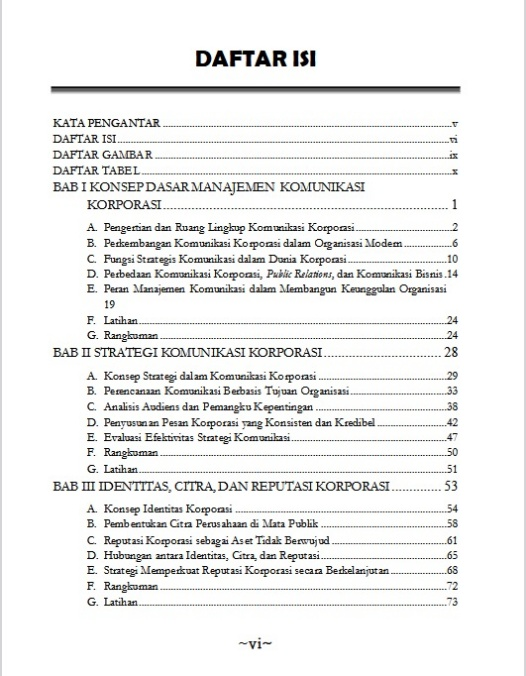 DAFTAR ISI
KATA PENGANTAR ........ v
DAFTAR ISI ........ vi
DAFTAR GAMBAR ........ ix
DAFTAR TABEL ........ x
BAB I KONSEP DASAR MANAJEMEN KOMUNIKASI
KORPORASI ........ 1
A. Pengertian dan Ruang Lingkup Komunikasi Korporasi ........ 2
B. Perkembangan Komunikasi Korporasi dalam Organisasi Modern ........ 6
C. Fungsi Strategis Komunikasi dalam Dunia Korporasi ........ 10
D. Perbedaan Komunikasi Korporasi, Public Relations, dan Komunikasi Bisnis . 14
E. Peran Manajemen Komunikasi dalam Membangun Keunggulan Organisasi
19
F. Latihan ........ 24
G. Rangkuman ........ 24
BAB II STRATEGI KOMUNIKASI KORPORASI ........ 28
A. Konsep Strategi dalam Komunikasi Korporasi ........ 29
B. Perencanaan Komunikasi Berbasis Tujuan Organisasi ........ 33
C. Analisis Audiens dan Pemangku Kepentingan ........ 38
D. Penyusunan Pesan Korporasi yang Konsisten dan Kredibel ........ 42
E. Evaluasi Efektivitas Strategi Komunikasi ........ 47
F. Rangkuman ........ 50
G. Latihan ........ 51
BAB III IDENTITAS, CITRA, DAN REPUTASI KORPORASI ........ 53
A. Konsep Identitas Korporasi ........ 54
B. Pembentukan Citra Perusahaan di Mata Publik ........ 58
C. Reputasi Korporasi sebagai Aset Tidak Berwujud ........ 61
D. Hubungan antara Identitas, Citra, dan Reputasi ........ 65
E. Strategi Memperkuat Reputasi Korporasi secara Berkelanjutan ........ 68
F. Rangkuman ........ 72
G. Latihan ........ 73
~vi~